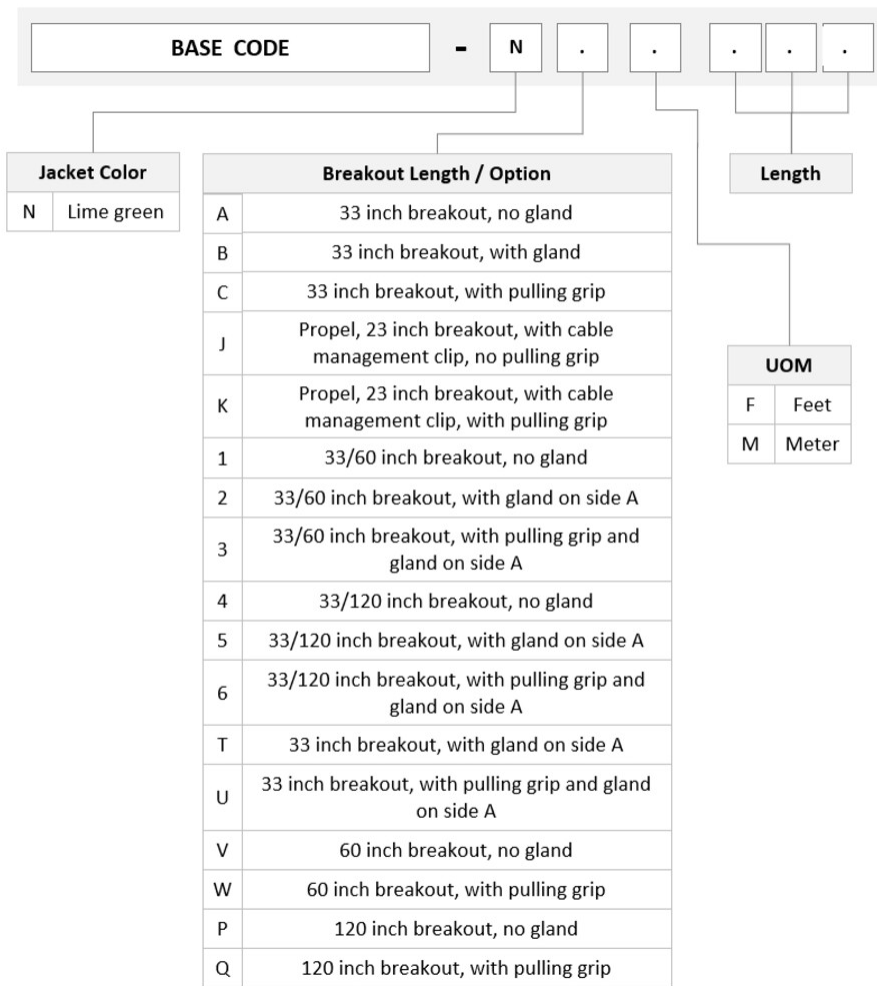 BASE CODE - N . . . . .
Jacket Color
N Lime green
Breakout Length / Option
A 33 inch breakout, no gland
B 33 inch breakout, with gland
C 33 inch breakout, with pulling grip
J Propel, 23 inch breakout, with cable
management clip, no pulling grip
K Propel, 23 inch breakout, with cable
management clip, with pulling grip
1 33/60 inch breakout, no gland
2 33/60 inch breakout, with gland on side A
3 33/60 inch breakout, with pulling grip and
gland on side A
4 33/120 inch breakout, no gland
5 33/120 inch breakout, with gland on side A
6 33/120 inch breakout, with pulling grip and
gland on side A
T 33 inch breakout, with gland on side A
U 33 inch breakout, with pulling grip and gland
on side A
V 60 inch breakout, no gland
W 60 inch breakout, with pulling grip
P 120 inch breakout, no gland
Q 120 inch breakout, with pulling grip
Length
UOM
F Feet
M Meter